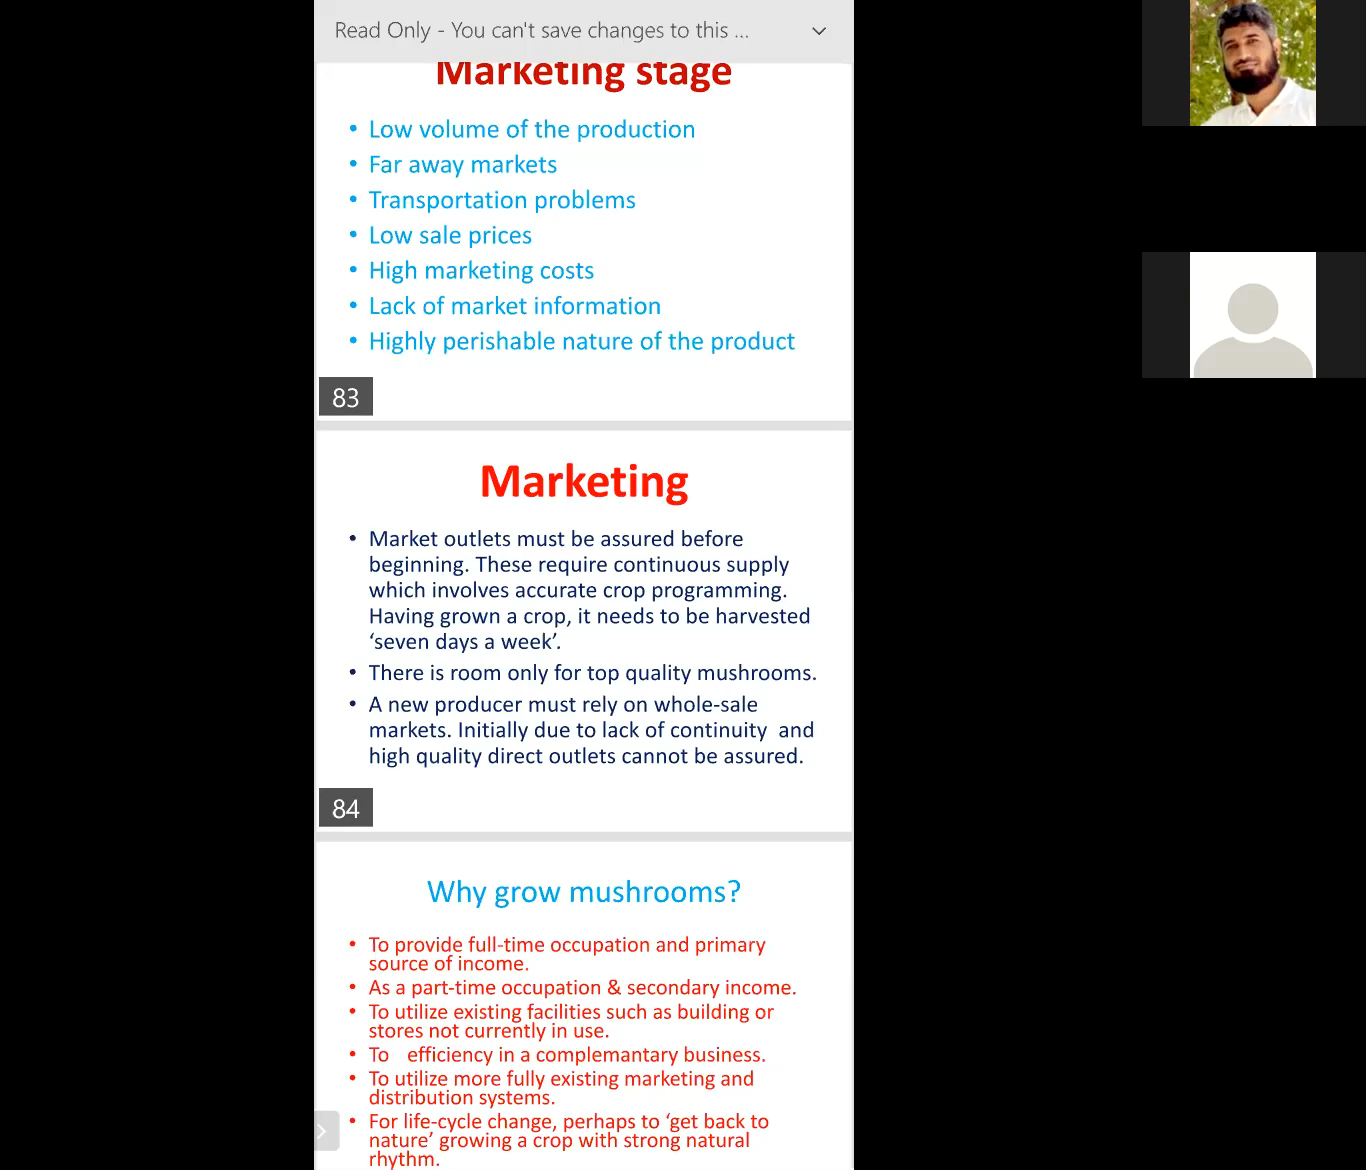 Read Only - You can't save changes to this ...
Marketing stage
• Low volume of the production
• Far away markets
• Transportation problems
• Low sale prices
• High marketing costs
• Lack of market information
• Highly perishable nature of the product
83
Marketing
• Market outlets must be assured before
beginning. These require continuous supply
which involves accurate crop programming.
Having grown a crop, it needs to be harvested
‘seven days a week’.
• There is room only for top quality mushrooms.
• A new producer must rely on whole-sale
markets. Initially due to lack of continuity and
high quality direct outlets cannot be assured.
84
Why grow mushrooms?
• To provide full-time occupation and primary
source of income.
• As a part-time occupation & secondary income.
• To utilize existing facilities such as building or
stores not currently in use.
• To efficiency in a complemantary business.
• To utilize more fully existing marketing and
distribution systems.
• For life-cycle change, perhaps to ‘get back to
nature’ growing a crop with strong natural
rhythm.